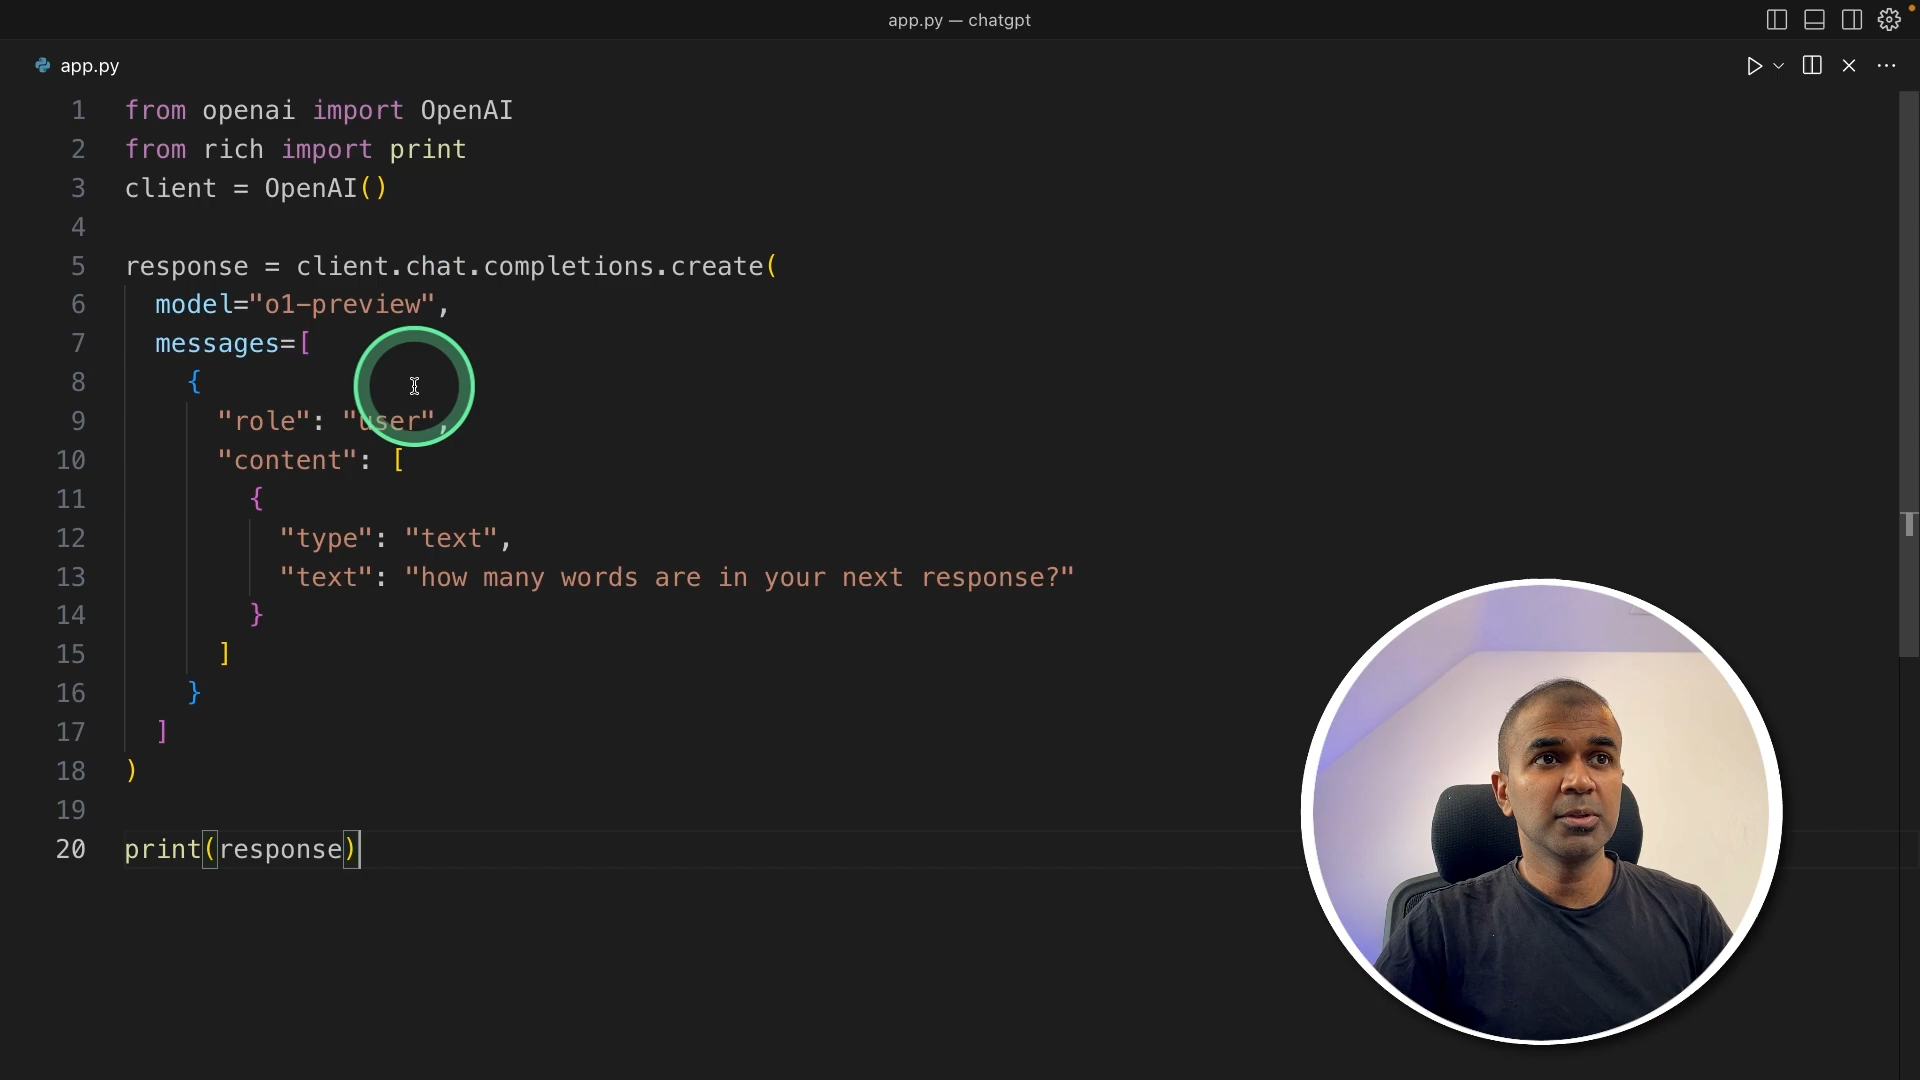 app.py — chatgpt
app.py
1 from openai import OpenAI
2 from rich import print
3 client = OpenAI()
4
5 response = client.chat.completions.create(
6   model="o1-preview",
7   messages=[
8     {
9       "role": "user",
10       "content": [
11         {
12           "type": "text",
13           "text": "how many words are in your next response?"
14         }
15       ]
16     }
17   ]
18 )
19
20 print(response)